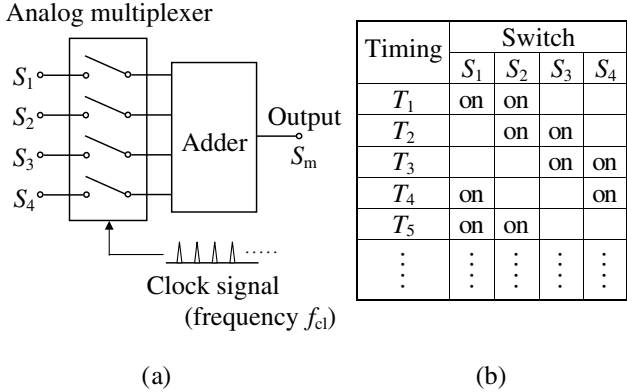 Analog multiplexer
S1
S2
S3
S4
Adder
Output
Sm
Clock signal
(frequency fcl)
(a)
Timing Switch
S1 S2 S3 S4
T1 on on
T2 on on
T3 on on
T4 on on
T5 on on
(b)